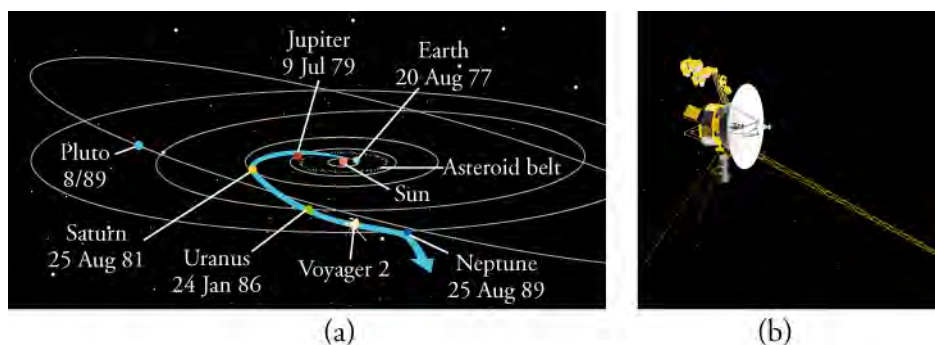 Jupiter
9 Jul 79
Earth
20 Aug 77
Pluto
8/89
Asteroid belt
Sun
Saturn
25 Aug 81
Uranus
24 Jan 86
Voyager 2
Neptune
25 Aug 89
(a)
(b)